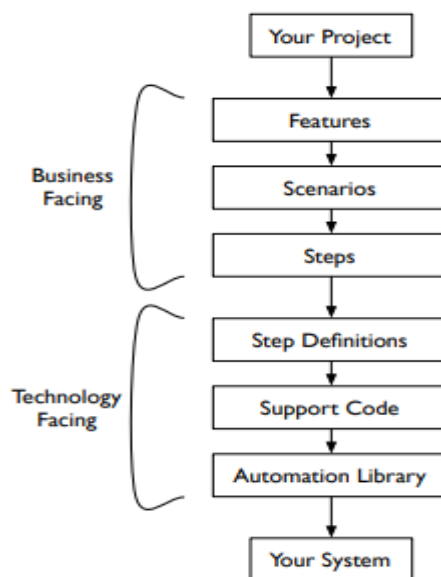 Your Project
Features
Business
Facing
Scenarios
Steps
Step Definitions
Technology
Facing
Support Code
Automation Library
Your System